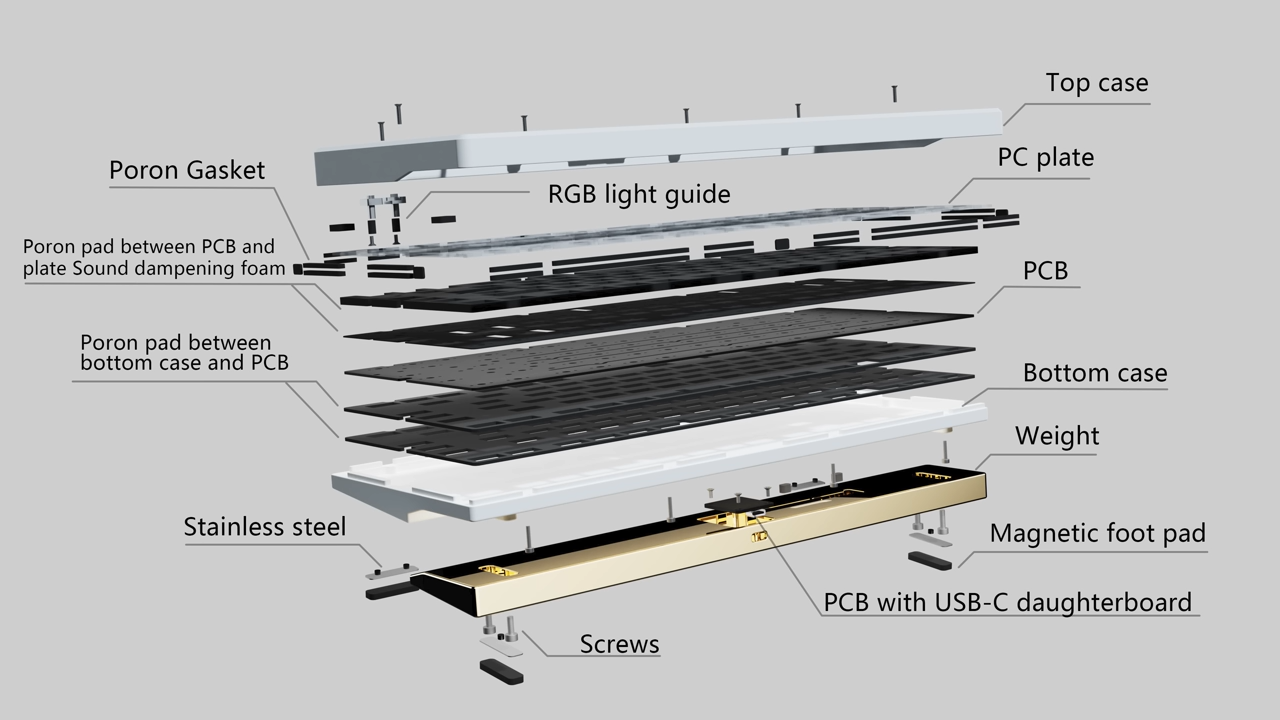 Top case
PC plate
Poron Gasket
RGB light guide
Poron pad between PCB and
plate Sound dampening foam
PCB
Poron pad between
bottom case and PCB
Bottom case
Weight
Stainless steel
Magnetic foot pad
PCB with USB-C daughterboard
Screws